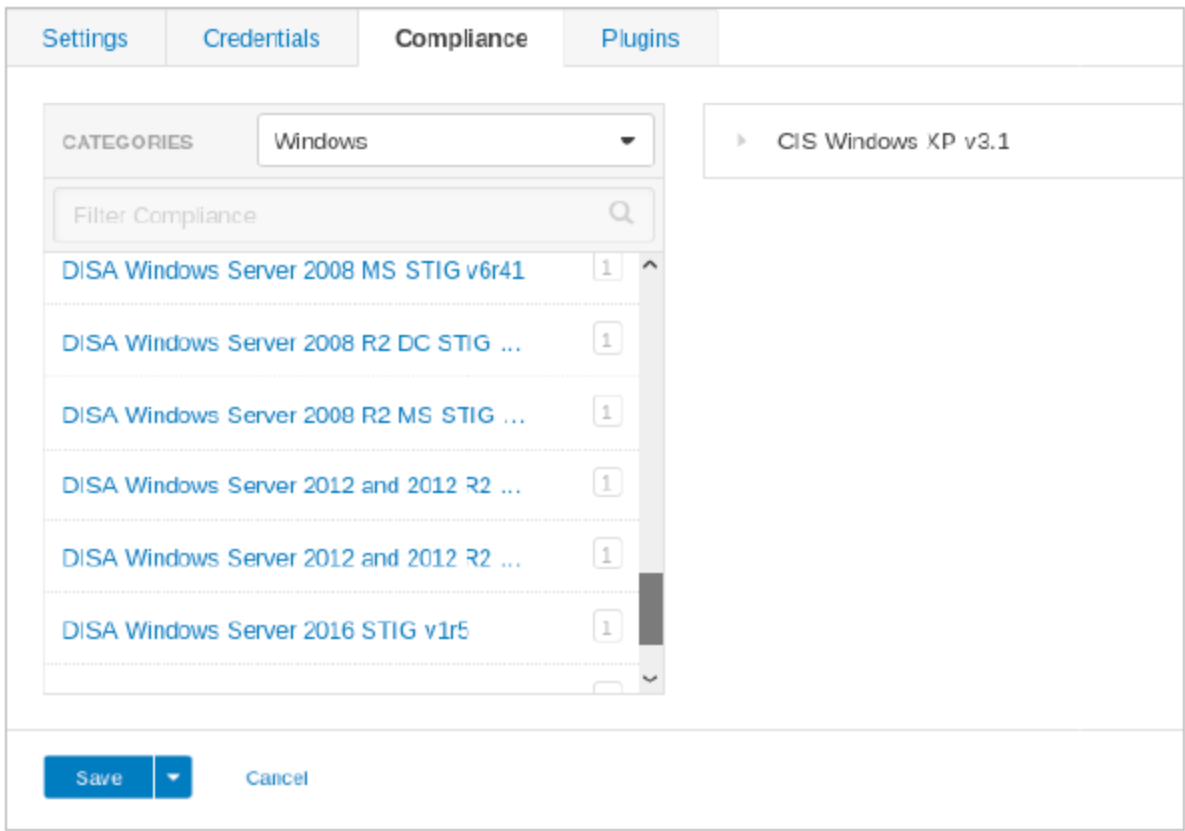 Settings Credentials Compliance Plugins
CATEGORIES Windows
CIS Windows XP v3.1
Filter Compliance
DISA Windows Server 2008 MS STIG v6r41 1
DISA Windows Server 2008 R2 DC STIG ... 1
DISA Windows Server 2008 R2 MS STIG ... 1
DISA Windows Server 2012 and 2012 R2 ... 1
DISA Windows Server 2012 and 2012 R2 ... 1
DISA Windows Server 2016 STIG v1r5 1
Save Cancel